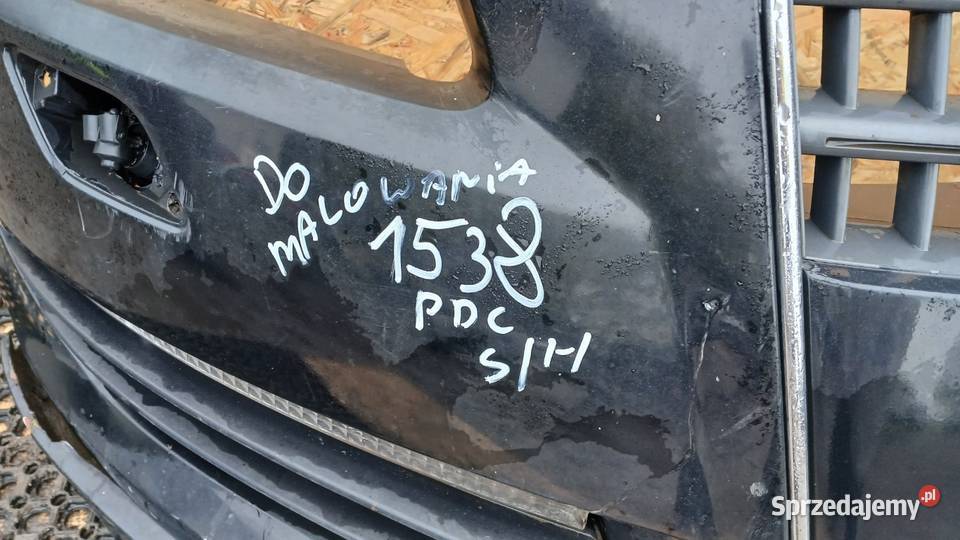 DO
MALOWANIA
1538
PDC
S/H
Sprzedajemy.pl